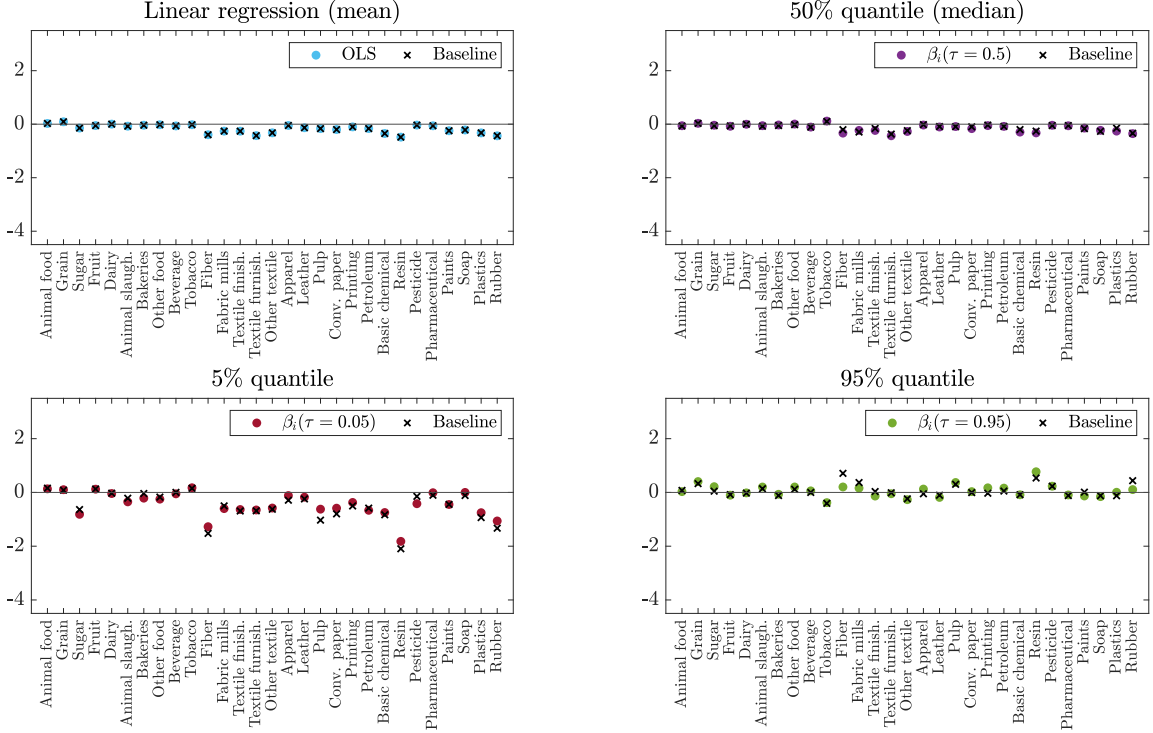 Linear regression (mean)
OLS Baseline
2
0
-2
-4
Animal food
Grain
Sugar
Fruit
Dairy
Animal slaugh.
Bakeries
Other food
Beverage
Tobacco
Fiber
Fabric mills
Textile finish.
Textile furnish.
Other textile
Apparel
Leather
Pulp
Conv. paper
Printing
Petroleum
Basic chemical
Resin
Pesticide
Pharmaceutical
Paints
Soap
Plastics
Rubber
50% quantile (median)
βi(τ = 0.5) Baseline
2
0
-2
-4
Animal food
Grain
Sugar
Fruit
Dairy
Animal slaugh.
Bakeries
Other food
Beverage
Tobacco
Fiber
Fabric mills
Textile finish.
Textile furnish.
Other textile
Apparel
Leather
Pulp
Conv. paper
Printing
Petroleum
Basic chemical
Resin
Pesticide
Pharmaceutical
Paints
Soap
Plastics
Rubber
5% quantile
βi(τ = 0.05) Baseline
2
0
-2
-4
Animal food
Grain
Sugar
Fruit
Dairy
Animal slaugh.
Bakeries
Other food
Beverage
Tobacco
Fiber
Fabric mills
Textile finish.
Textile furnish.
Other textile
Apparel
Leather
Pulp
Conv. paper
Printing
Petroleum
Basic chemical
Resin
Pesticide
Pharmaceutical
Paints
Soap
Plastics
Rubber
95% quantile
βi(τ = 0.95) Baseline
2
0
-2
-4
Animal food
Grain
Sugar
Fruit
Dairy
Animal slaugh.
Bakeries
Other food
Beverage
Tobacco
Fiber
Fabric mills
Textile finish.
Textile furnish.
Other textile
Apparel
Leather
Pulp
Conv. paper
Printing
Petroleum
Basic chemical
Resin
Pesticide
Pharmaceutical
Paints
Soap
Plastics
Rubber